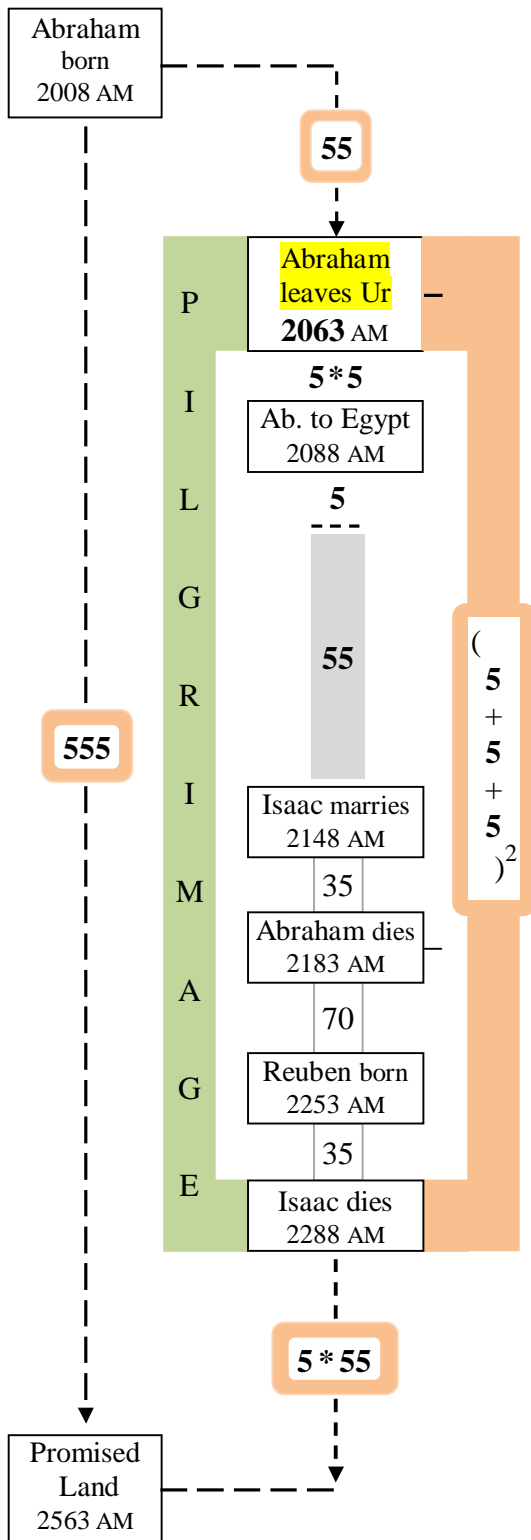 Abraham
born
2008 AM
55
Abraham
leaves Ur
2063 AM
5*5
Ab. to Egypt
2088 AM
5
55
Isaac marries
2148 AM
35
Abraham dies
2183 AM
70
Reuben born
2253 AM
35
Isaac dies
2288 AM
P
I
L
G
R
I
M
A
G
E
(
5
+
5
+
5
)2
555
5 * 55
Promised
Land
2563 AM